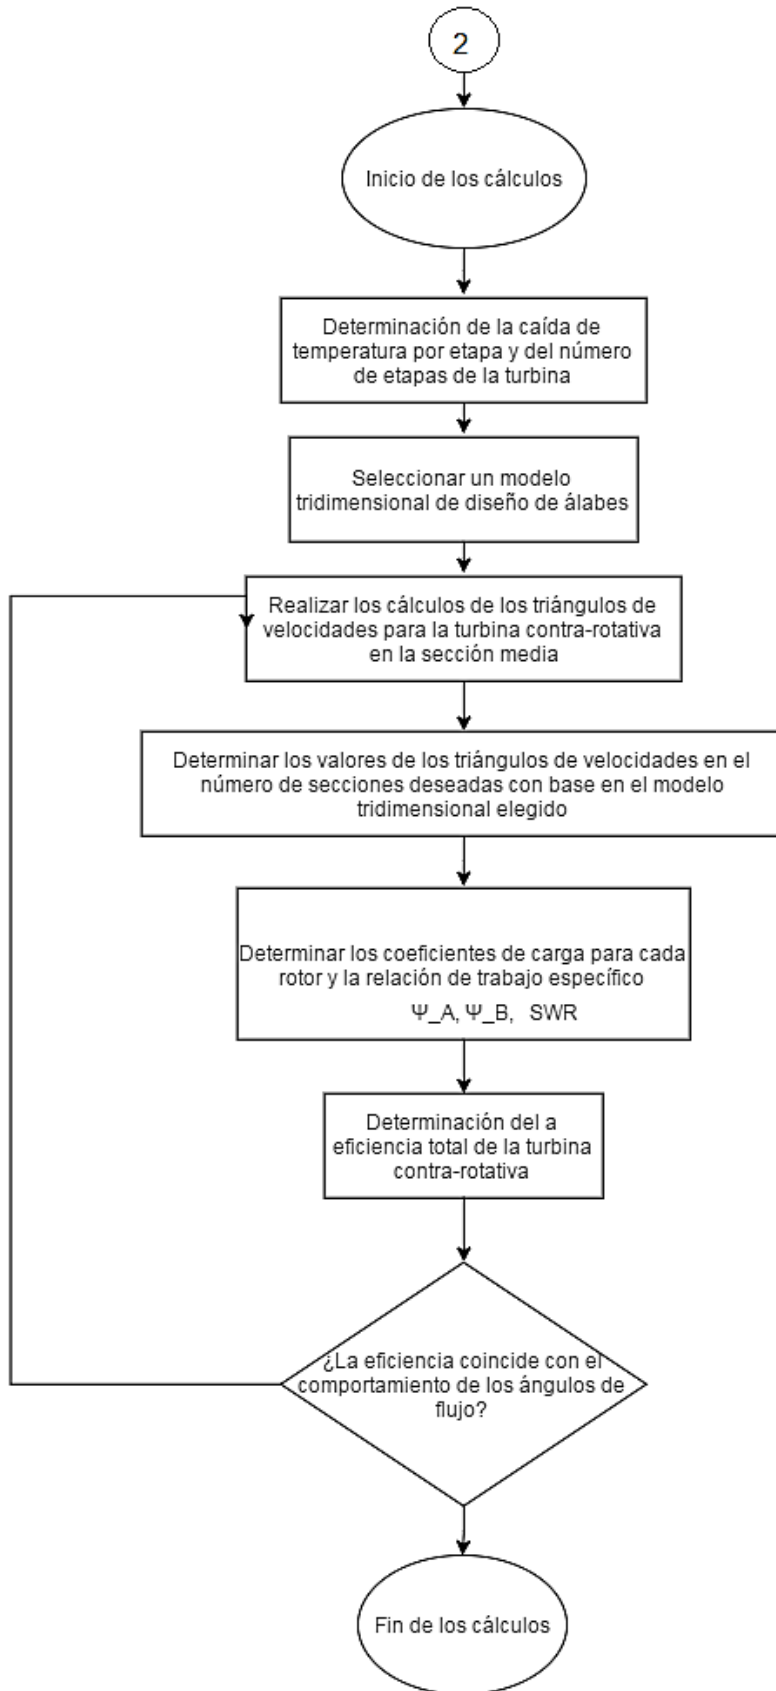 2
Inicio de los cálculos
Determinación de la caída de
temperatura por etapa y del número
de etapas de la turbina
Seleccionar un modelo
tridimensional de diseño de álabes
Realizar los cálculos de los triángulos de
velocidades para la turbina contra-rotativa
en la sección media
Determinar los valores de los triángulos de velocidades en el
número de secciones deseadas con base en el modelo
tridimensional elegido
Determinar los coeficientes de carga para cada
rotor y la relación de trabajo específico
Ψ_A, Ψ_B, SWR
Determinación del a
eficiencia total de la turbina
contra-rotativa
¿La eficiencia coincide con el
comportamiento de los ángulos de
flujo?
Fin de los cálculos